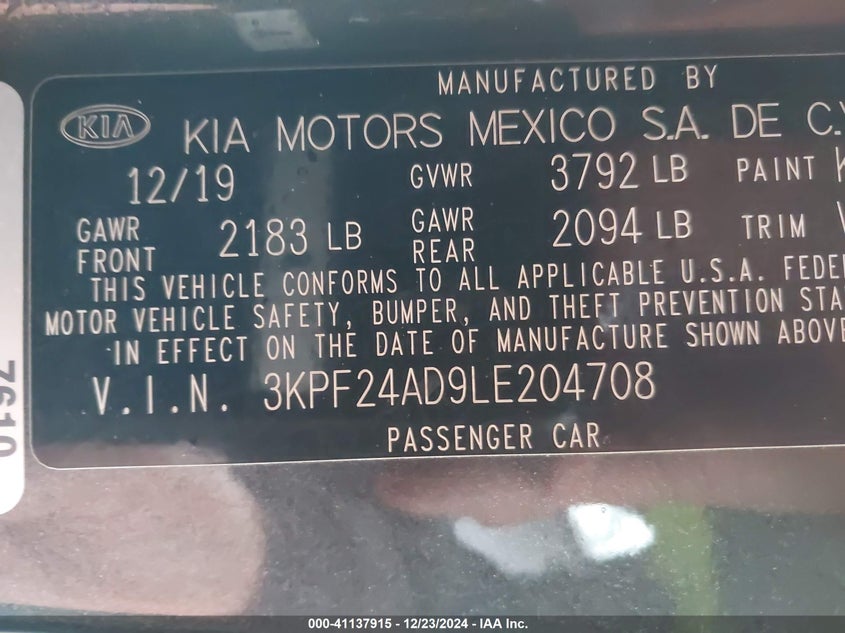 MANUFACTURED BY
KIA KIA MOTORS MEXICO S.A. DE C.V
12/19 GVWR 3792 LB PAINT K
GAWR FRONT 2183 LB GAWR REAR 2094 LB TRIM
THIS VEHICLE CONFORMS TO ALL APPLICABLE U.S.A. FEDER
MOTOR VEHICLE SAFETY, BUMPER, AND THEFT PREVENTION STA
IN EFFECT ON THE DATE OF MANUFACTURE SHOWN ABOVE
V.I.N. 3KPF24AD9LE204708
PASSENGER CAR
7610
000-41137915 - 12/23/2024 - IAA Inc.